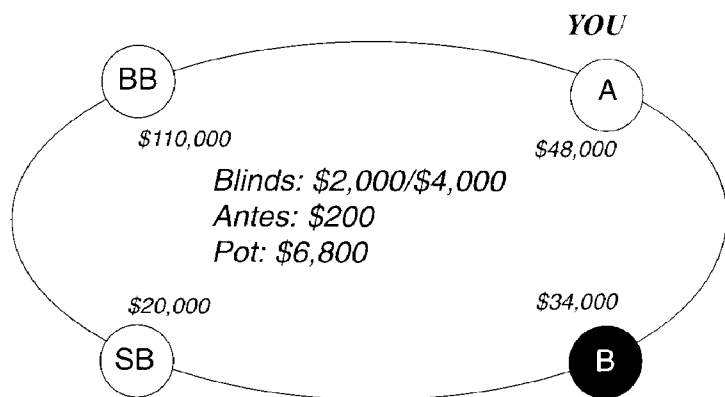 YOU
BB
A
$110,000
$48,000
Blinds: $2,000/$4,000
Antes: $200
Pot: $6,800
$20,000
$34,000
SB
B